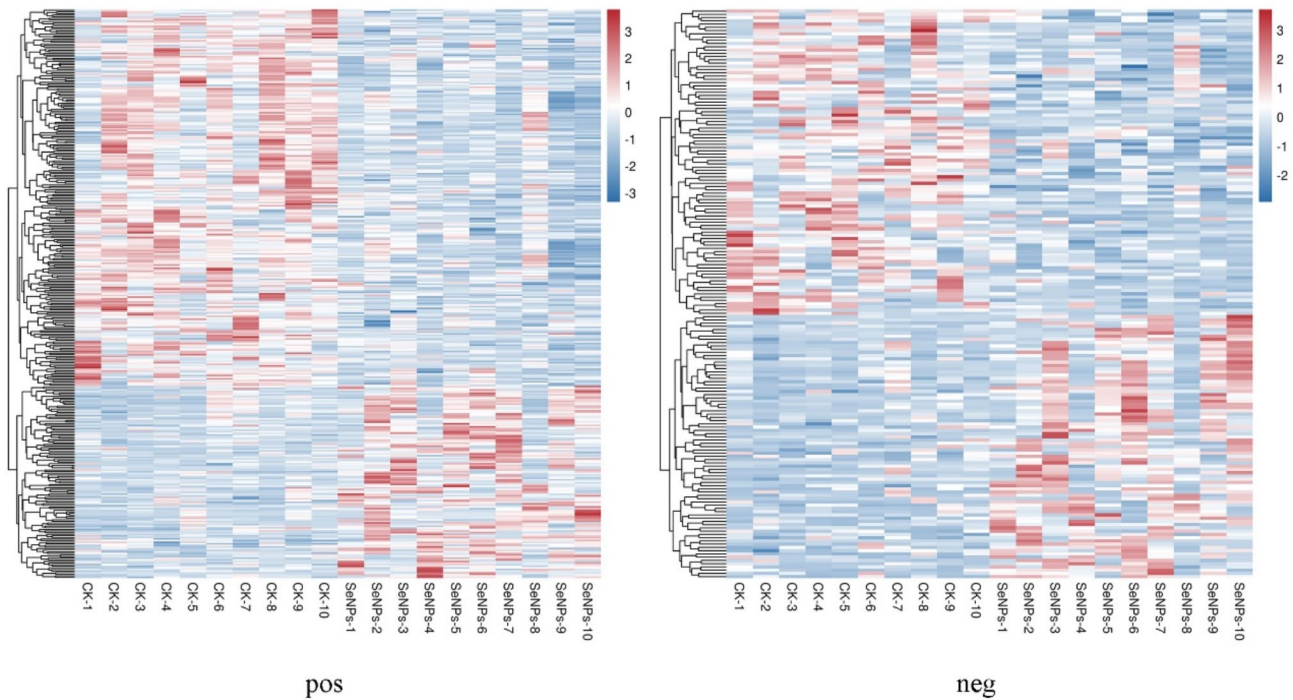 3
2
1
0
-1
-2
-3
CK-1
CK-2
CK-3
CK-4
CK-5
CK-6
CK-7
CK-8
CK-9
CK-10
SeNPs-1
SeNPs-2
SeNPs-3
SeNPs-4
SeNPs-5
SeNPs-6
SeNPs-7
SeNPs-8
SeNPs-9
SeNPs-10
pos
3
2
1
0
-1
-2
CK-1
CK-2
CK-3
CK-4
CK-5
CK-6
CK-7
CK-8
CK-9
CK-10
SeNPs-1
SeNPs-2
SeNPs-3
SeNPs-4
SeNPs-5
SeNPs-6
SeNPs-7
SeNPs-8
SeNPs-9
SeNPs-10
neg